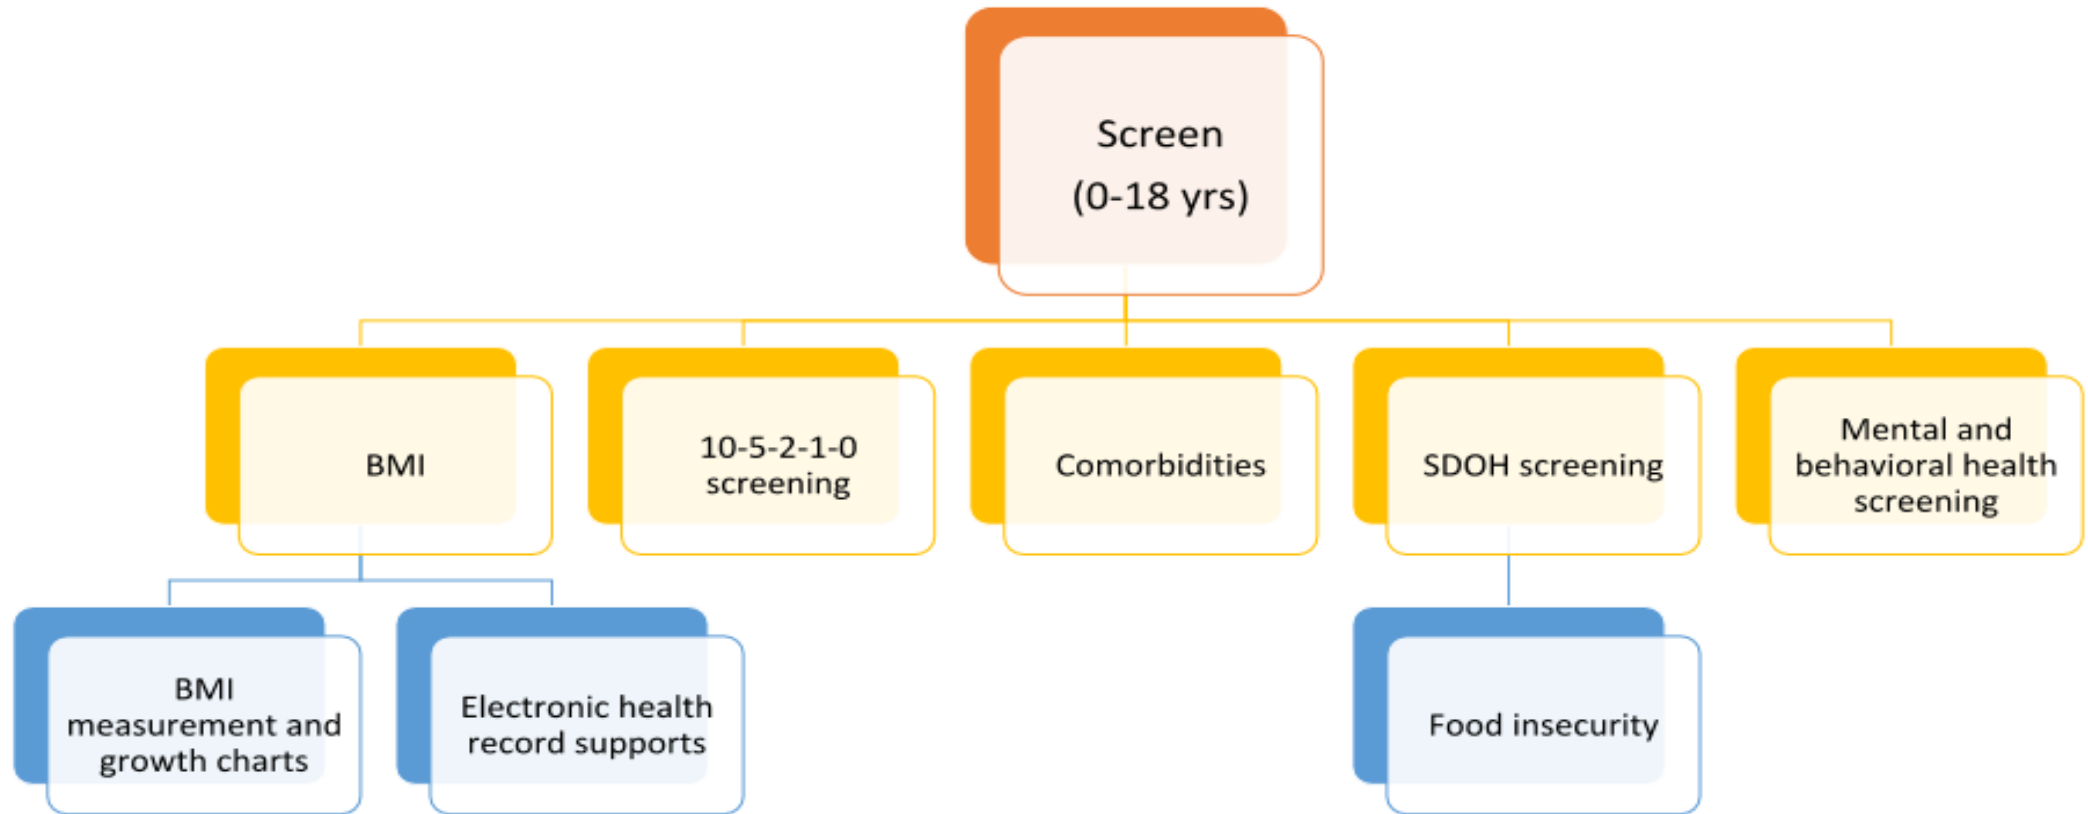 Screen
(0-18 yrs)
BMI
10-5-2-1-0
screening
Comorbidities
SDOH screening
Mental and
behavioral health
screening
BMI
measurement and
growth charts
Electronic health
record supports
Food insecurity